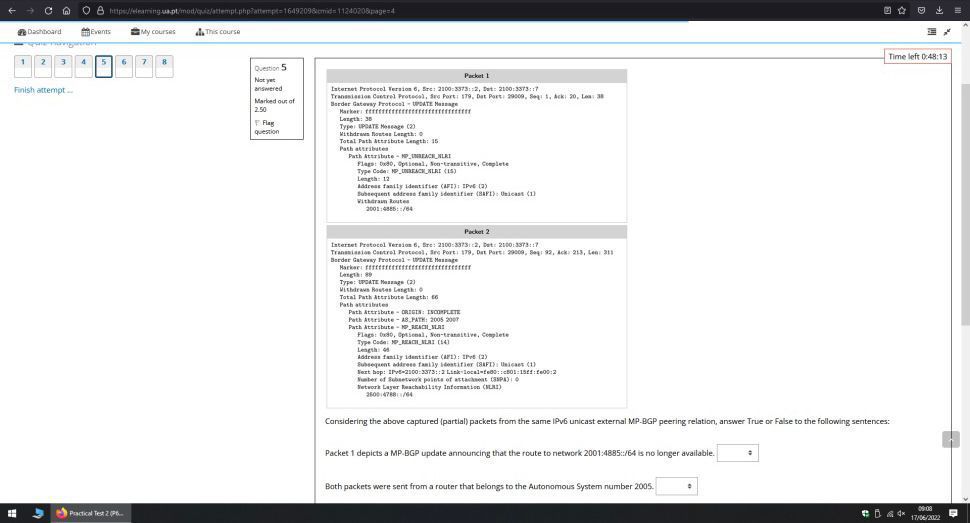 https://elearning.ua.pt/mod/quiz/attempt.php?attempt=1649209&cmid=1124020&page=4
Dashboard Events My courses This course
Quiz navigation
1 2 3 4 5 6 7 8
Finish attempt ...
Time left 0:48:13
Question 5
Not yet
answered
Marked out of
2.50
Flag
question
Packet 1
Internet Protocol Version 6, Src: 2100:3373::2, Dst: 2100:3373::7
Transmission Control Protocol, Src Port: 179, Dst Port: 29009, Seq: 1, Ack: 20, Len: 38
Border Gateway Protocol - UPDATE Message
Marker: ffffffffffffffffffffffffffffffff
Length: 38
Type: UPDATE Message (2)
Withdrawn Routes Length: 0
Total Path Attribute Length: 15
Path attributes
Path Attribute - MP_UNREACH_NLRI
Flags: 0x80, Optional, Non-transitive, Complete
Type Code: MP_UNREACH_NLRI (15)
Length: 12
Address family identifier (AFI): IPv6 (2)
Subsequent address family identifier (SAFI): Unicast (1)
Withdrawn Routes
2001:4885::/64
Packet 2
Internet Protocol Version 6, Src: 2100:3373::2, Dst: 2100:3373::7
Transmission Control Protocol, Src Port: 179, Dst Port: 29009, Seq: 92, Ack: 213, Len: 311
Border Gateway Protocol - UPDATE Message
Marker: ffffffffffffffffffffffffffffffff
Length: 89
Type: UPDATE Message (2)
Withdrawn Routes Length: 0
Total Path Attribute Length: 66
Path attributes
Path Attribute - ORIGIN: INCOMPLETE
Path Attribute - AS_PATH: 2005 2007
Path Attribute - MP_REACH_NLRI
Flags: 0x80, Optional, Non-transitive, Complete
Type Code: MP_REACH_NLRI (14)
Length: 46
Address family identifier (AFI): IPv6 (2)
Subsequent address family identifier (SAFI): Unicast (1)
Next hop: IPv6=2100:3373::2 Link-local=fe80::c801:15ff:fe00:2
Number of Subnetwork points of attachment (SNPA): 0
Network Layer Reachability Information (NLRI)
2500:4788::/64
Considering the above captured (partial) packets from the same IPv6 unicast external MP-BGP peering relation, answer True or False to the following sentences:
Packet 1 depicts a MP-BGP update announcing that the route to network 2001:4885::/64 is no longer available.
Both packets were sent from a router that belongs to the Autonomous System number 2005.
Practical Test 2 (P6...
09:08
17/06/2022